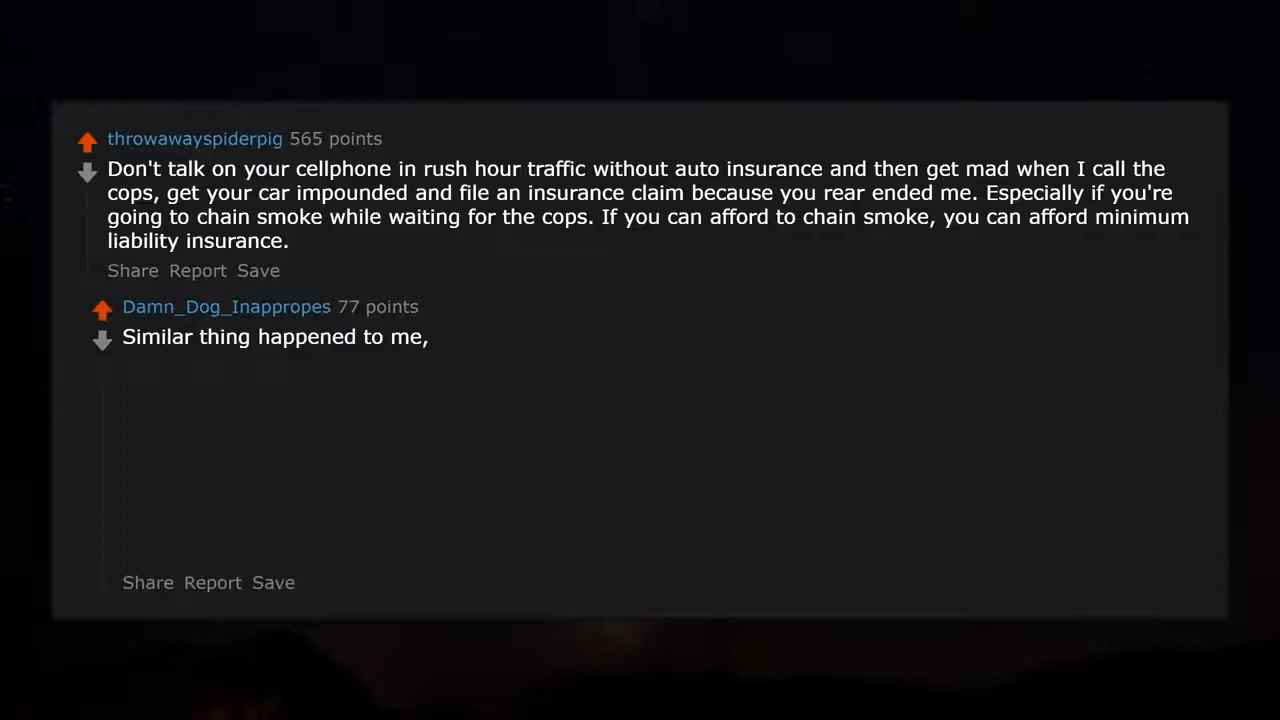 throwawayspiderpig 565 points
Don't talk on your cellphone in rush hour traffic without auto insurance and then get mad when I call the
cops, get your car impounded and file an insurance claim because you rear ended me. Especially if you're
going to chain smoke while waiting for the cops. If you can afford to chain smoke, you can afford minimum
liability insurance.
Share Report Save
Damn_Dog_Inappropes 77 points
Similar thing happened to me,
Share Report Save